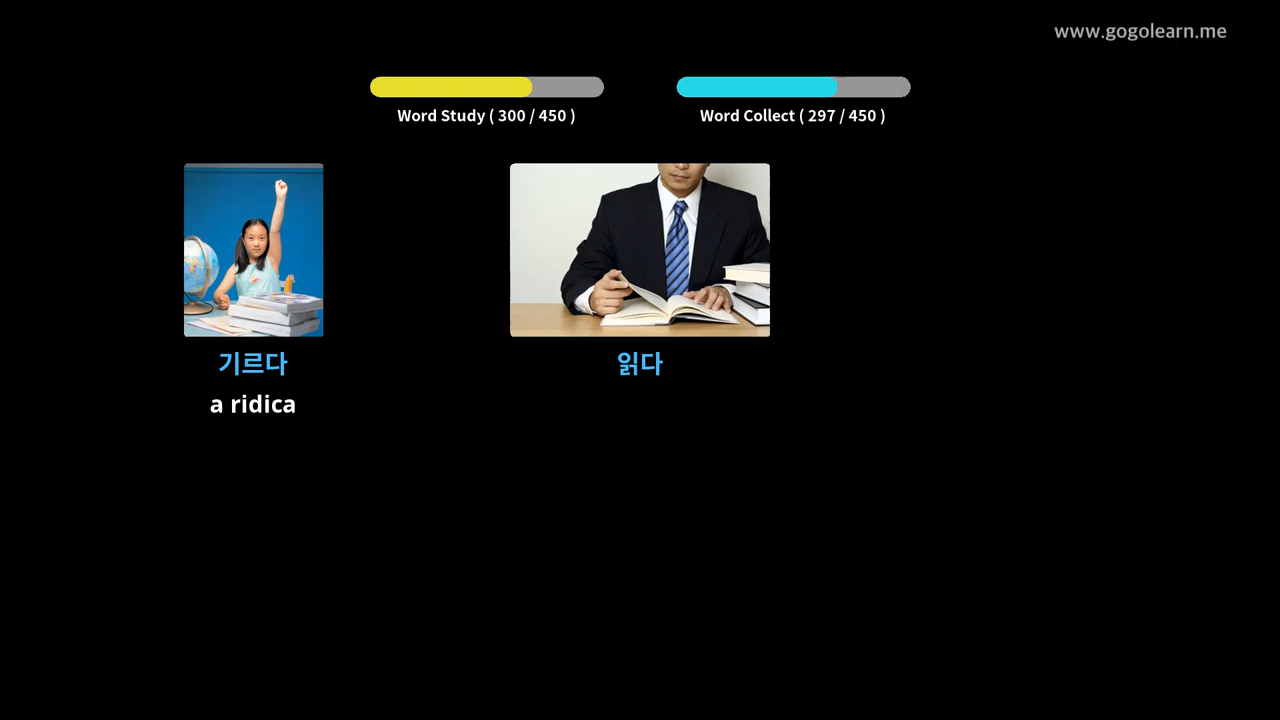 www.gogolearn.me
Word Study ( 300 / 450 )
Word Collect ( 297 / 450 )
기르다
읽다
a ridica